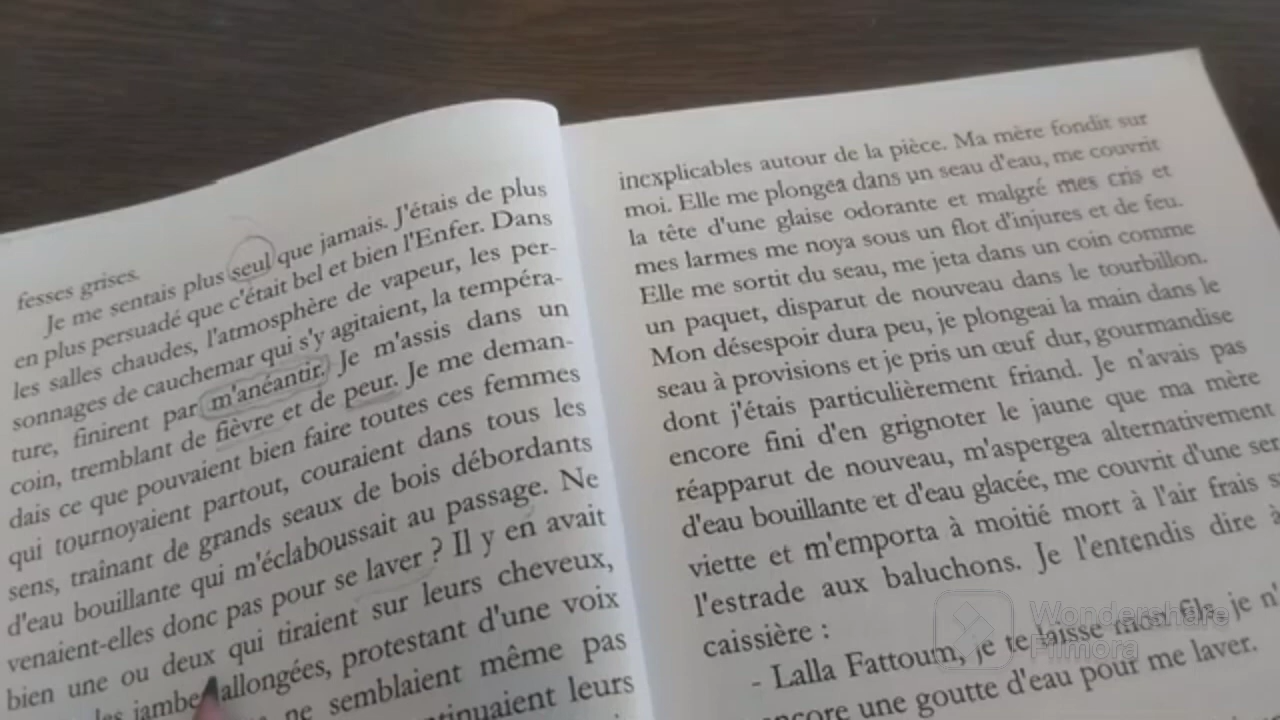 fesses grises.
Je me sentais plus seul que jamais. J'étais de plus
en plus persuadé que c'était bel et bien l'Enfer. Dans
les salles chaudes, l'atmosphère de vapeur, les per-
sonnages de cauchemar qui s'y agitaient, la tempéra-
ture, finirent par m'anéantir. Je m'assis dans un
coin, tremblant de fièvre et de peur. Je me deman-
dais ce que pouvaient bien faire toutes ces femmes
qui tournoyaient partout, couraient dans tous les
sens, traînant de grands seaux de bois débordants
d'eau bouillante qui m'éclaboussait au passage. Ne
venaient-elles donc pas pour se laver ? Il y en avait
bien une ou deux qui tiraient sur leurs cheveux,
les jambes allongées, protestant d'une voix
ne semblaient même pas
leurs
inexplicables autour de la pièce. Ma mère fondit sur
moi. Elle me plongea dans un seau d'eau, me couvrit
la tête d'une glaise odorante et malgré mes cris et
mes larmes me noya sous un flot d'injures et de feu.
Elle me sortit du seau, me jeta dans un coin comme
un paquet, disparut de nouveau dans le tourbillon.
Mon désespoir dura peu, je plongeai la main dans le
seau à provisions et je pris un œuf dur, gourmandise
dont j'étais particulièrement friand. Je n'avais pas
encore fini d'en grignoter le jaune que ma mère
réapparut de nouveau, m'aspergea alternativement
d'eau bouillante et d'eau glacée, me couvrit d'une ser
viette et m'emporta à moitié mort à l'air frais s
l'estrade aux baluchons. Je l'entendis dire à
caissière :
- Lalla Fattoum, je te laisse mon fils, je n'
encore une goutte d'eau pour me laver.
Wondershare
Filmora